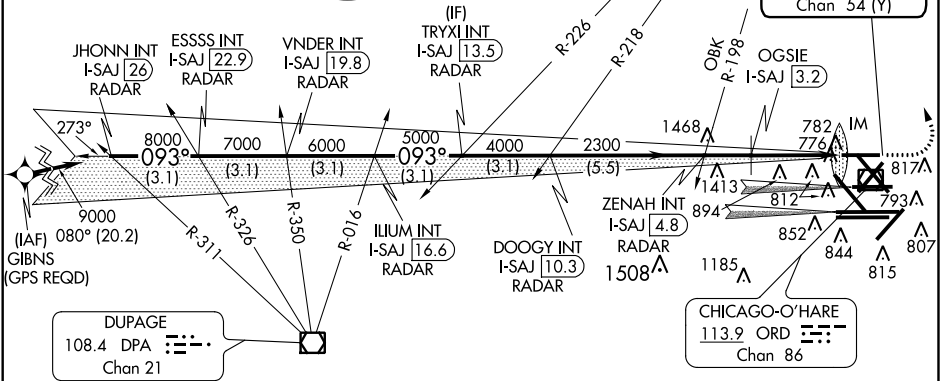 Chan 54 (Y)
JHONN INT
I-SAJ 26
RADAR
ESSSS INT
I-SAJ 22.9
RADAR
VNDER INT
I-SAJ 19.8
RADAR
(IF)
TRYXI INT
I-SAJ 13.5
RADAR
R-226
R-218
OBK
R-198
OGSIE
I-SAJ 3.2
273°
8000
093°
(3.1)
7000
(3.1)
6000
(3.1)
5000
093°
(3.1)
4000
(3.1)
2300
(5.5)
1468
782
776
IM
817
1413
894
812
793
852
844
815
807
9000
080° (20.2)
(IAF)
GIBNS
(GPS REQD)
R-311
R-326
R-350
R-016
ILIUM INT
I-SAJ 16.6
RADAR
DOOGY INT
I-SAJ 10.3
RADAR
ZENAH INT
I-SAJ 4.8
RADAR
1508
1185
DUPAGE
108.4 DPA
Chan 21
CHICAGO-O'HARE
113.9 ORD
Chan 86